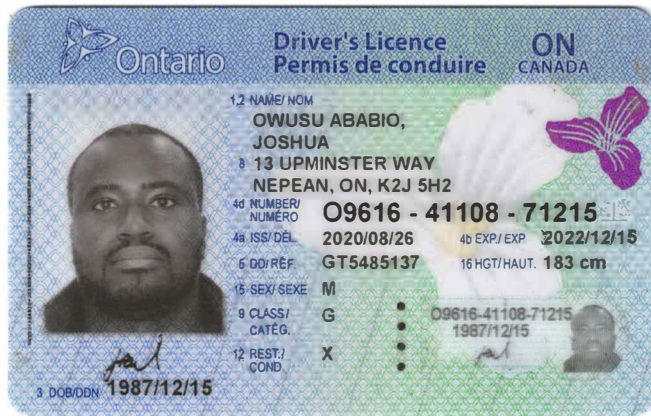 Ontario
Driver's Licence
Permis de conduire
ON
CANADA
1,2 NAME/ NOM
OWUSU ABABIO,
JOSHUA
8 13 UPMINSTER WAY
NEPEAN, ON, K2J 5H2
4d NUMBER/ NUMÉRO O9616 - 41108 - 71215
4a ISS/ DÉL. 2020/08/26 4b EXP./ EXP 2022/12/15
5 DD/ RÉF. GT5485137 16 HGT/ HAUT. 183 cm
15 SEX/ SEXE M
9 CLASS/ CATÉG. G
12 REST./ COND. X
O9616-41108-71215
1987/12/15
3 DOB/DDN 1987/12/15